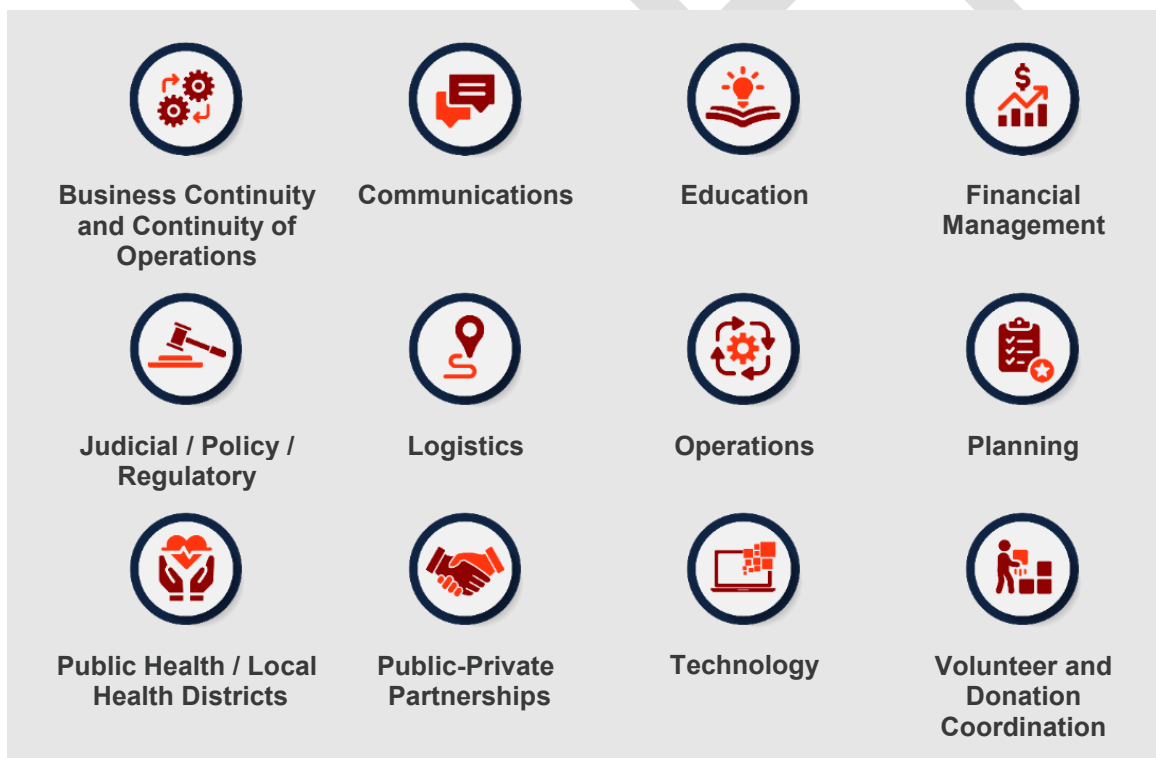 Business Continuity
and Continuity of
Operations
Communications
Education
$
Financial
Management
Judicial / Policy /
Regulatory
Logistics
Operations
Planning
Public Health / Local
Health Districts
Public-Private
Partnerships
Technology
Volunteer and
Donation
Coordination